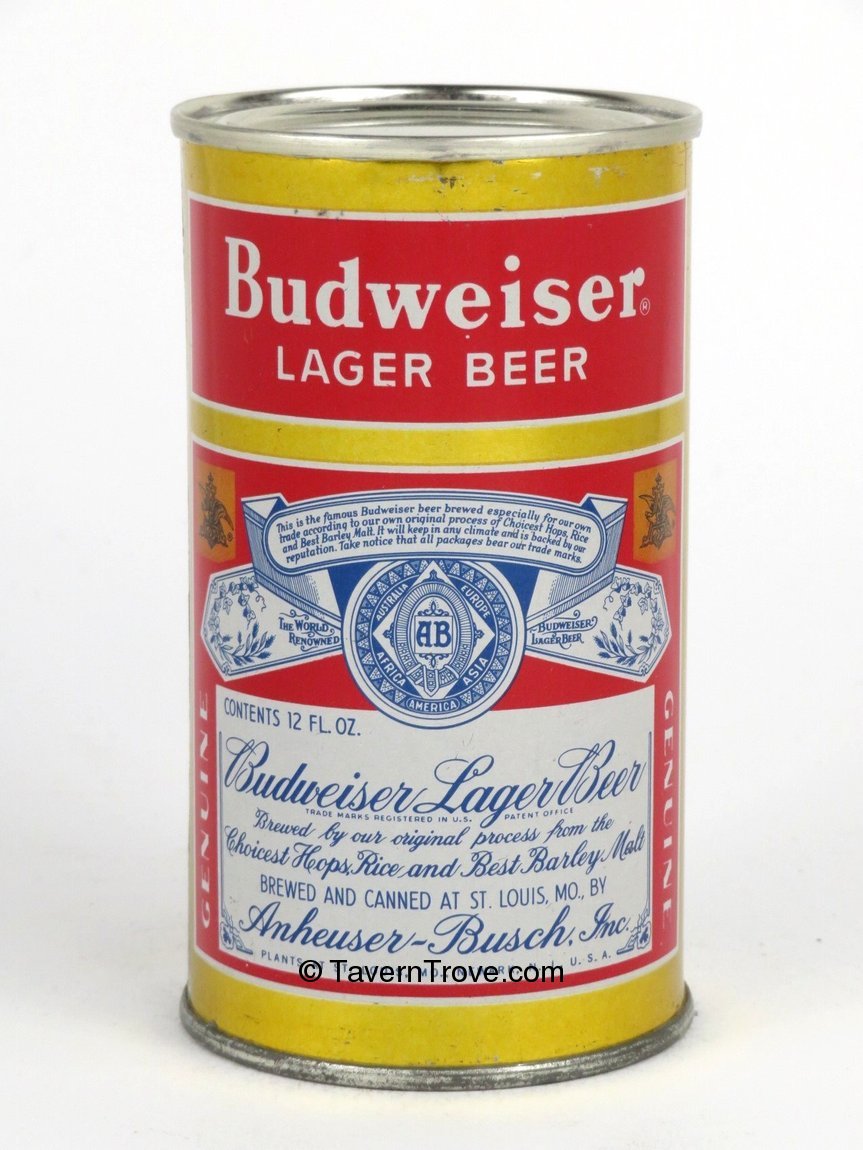 Budweiser®
LAGER BEER
This is the famous Budweiser beer brewed especially for our own
trade according to our own original process of Choicest Hops, Rice
and Best Barley Malt. It will keep in any climate and is backed by our
reputation. Take notice that all packages bear our trade marks.
THE WORLD
RENOWNED
AUSTRALIA
EUROPE
AB
AFRICA
ASIA
AMERICA
BUDWEISER
LAGER BEER
GENUINE
GENUINE
CONTENTS 12 FL. OZ.
Budweiser Lager Beer
TRADE MARKS REGISTERED IN U.S. PATENT OFFICE
Brewed by our original process from the
Choicest Hops, Rice and Best Barley Malt
BREWED AND CANNED AT ST. LOUIS, MO., BY
Anheuser-Busch, Inc.
PLANTS AT ST. LOUIS, MO., NEWARK, N.J. U.S.A.
© TavernTrove.com